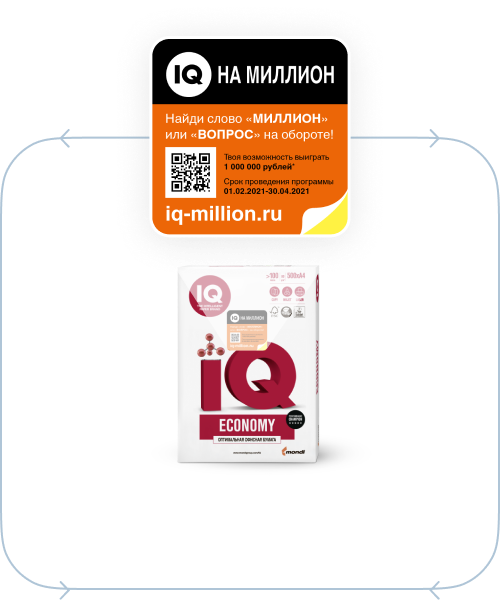 IQ НА МИЛЛИОН
Найди слово «МИЛЛИОН»
или «ВОПРОС» на обороте!
Твоя возможность выиграть
1 000 000 рублей*
Срок проведения программы
01.02.2021-30.04.2021
iq-million.ru
IQ
500xA4
IQ НА МИЛЛИОН
iQ
ECONOMY
ОПТИМАЛЬНАЯ ОФИСНАЯ БУМАГА
mondi